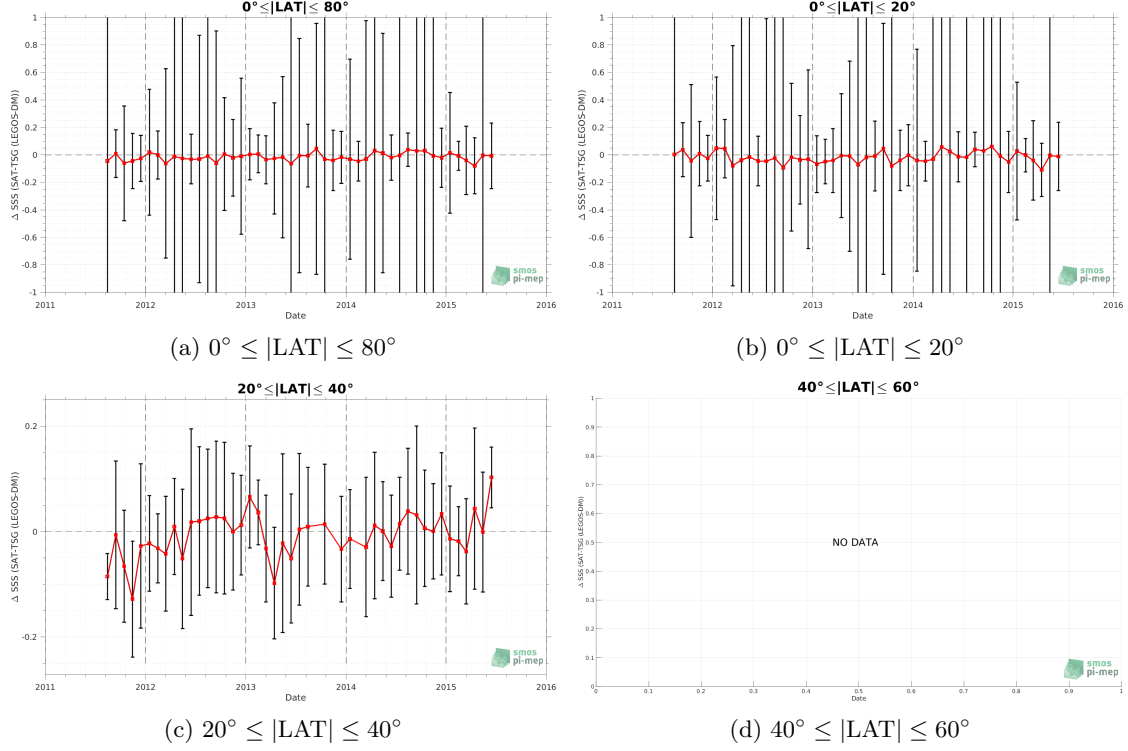 0°≤|LAT|≤ 80°
Δ SSS (SAT-TSG (LEGOS-DM))
1
0.8
0.6
0.4
0.2
0
-0.2
-0.4
-0.6
-0.8
-1
2011 2012 2013 2014 2015 2016
Date
smos
pi-mep
(a) 0° ≤ |LAT| ≤ 80°
0°≤|LAT|≤ 20°
Δ SSS (SAT-TSG (LEGOS-DM))
1
0.8
0.6
0.4
0.2
0
-0.2
-0.4
-0.6
-0.8
-1
2011 2012 2013 2014 2015 2016
Date
smos
pi-mep
(b) 0° ≤ |LAT| ≤ 20°
20°≤|LAT|≤ 40°
Δ SSS (SAT-TSG (LEGOS-DM))
0.2
0
-0.2
2011 2012 2013 2014 2015 2016
Date
smos
pi-mep
(c) 20° ≤ |LAT| ≤ 40°
40°≤|LAT|≤ 60°
Δ SSS (SAT-TSG (LEGOS-DM))
1
0.9
0.8
0.7
0.6
0.5
0.4
0.3
0.2
0.1
0
NO DATA
0 0.1 0.2 0.3 0.4 0.5 0.6 0.7 0.8 0.9 1
Date
smos
pi-mep
(d) 40° ≤ |LAT| ≤ 60°